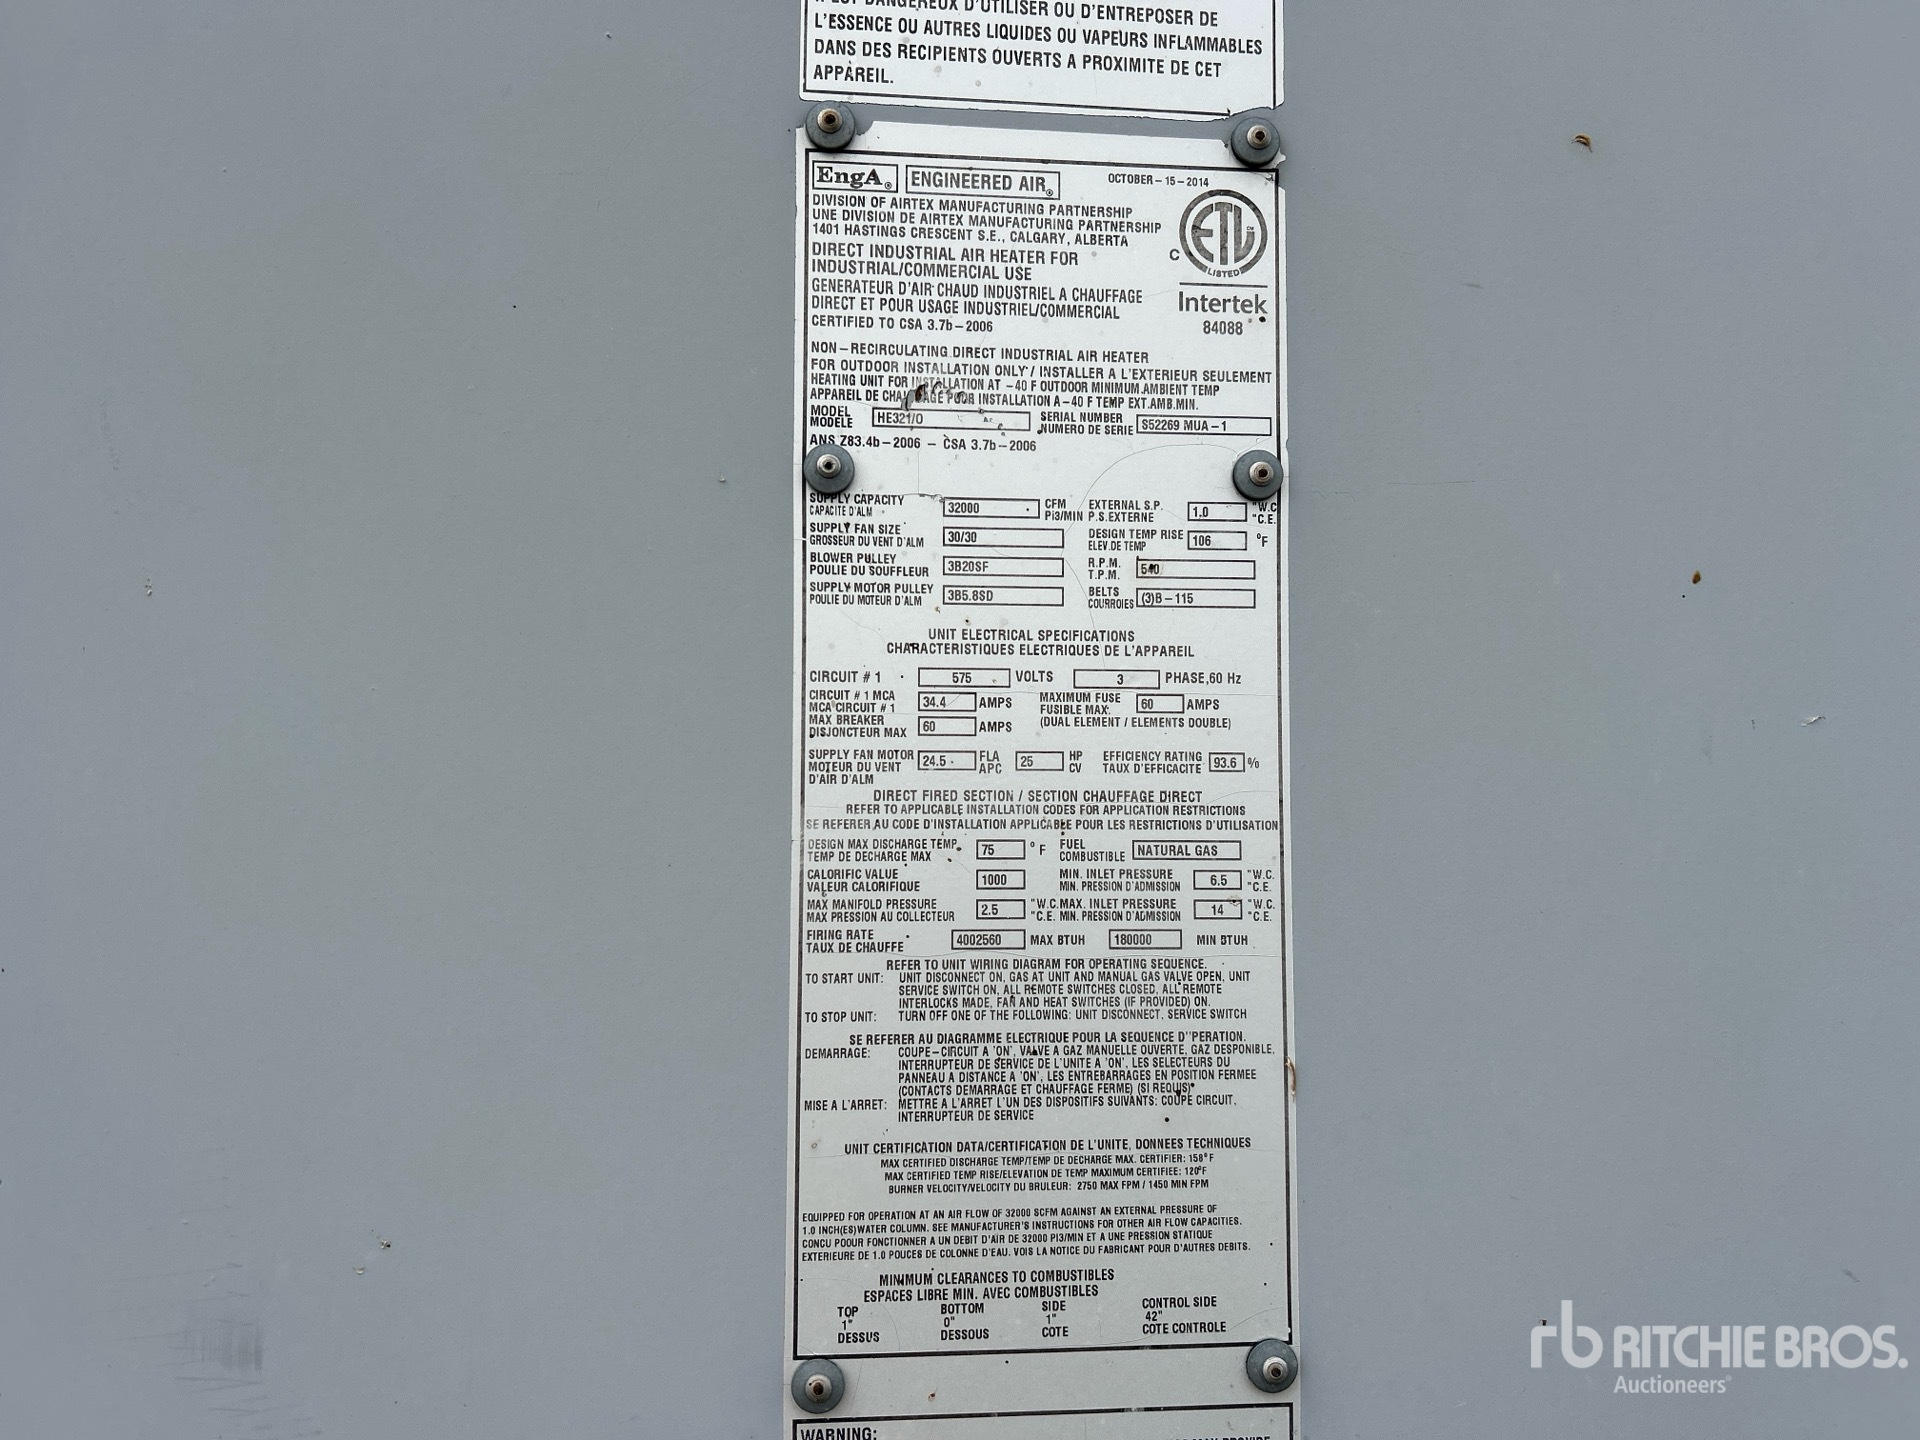 IL EST DANGEREUX D'UTILISER OU D'ENTREPOSER DE
L'ESSENCE OU AUTRES LIQUIDES OU VAPEURS INFLAMMABLES
DANS DES RECIPIENTS OUVERTS A PROXIMITE DE CET
APPAREIL.
EngA® ENGINEERED AIR® OCTOBER-15-2014
DIVISION OF AIRTEX MANUFACTURING PARTNERSHIP
UNE DIVISION DE AIRTEX MANUFACTURING PARTNERSHIP
1401 HASTINGS CRESCENT S.E., CALGARY, ALBERTA
C ETL CM LISTED
Intertek
84088
DIRECT INDUSTRIAL AIR HEATER FOR
INDUSTRIAL/COMMERCIAL USE
GENERATEUR D'AIR CHAUD INDUSTRIEL A CHAUFFAGE
DIRECT ET POUR USAGE INDUSTRIEL/COMMERCIAL
CERTIFIED TO CSA 3.7b-2006
NON-RECIRCULATING DIRECT INDUSTRIAL AIR HEATER
FOR OUTDOOR INSTALLATION ONLY / INSTALLER A L'EXTERIEUR SEULEMENT
HEATING UNIT FOR INSTALLATION AT -40 F OUTDOOR MINIMUM AMBIENT TEMP
APPAREIL DE CHAUFFAGE POUR INSTALLATION A -40 F TEMP EXT.AMB.MIN.
MODEL HE321/O SERIAL NUMBER S52269 MUA-1
MODELE NUMERO DE SERIE
ANS Z83.4b-2006 - CSA 3.7b-2006
SUPPLY CAPACITY 32000 CFM EXTERNAL S.P. 1.0 "W.C.
CAPACITE D'ALM Pi3/MIN P.S.EXTERNE "C.E.
SUPPLY FAN SIZE 30/30 DESIGN TEMP RISE 106 °F
GROSSEUR DU VENT D'ALM ELEV.DE TEMP
BLOWER PULLEY 3B20SF R.P.M. 540
POULIE DU SOUFFLEUR T.P.M.
SUPPLY MOTOR PULLEY 3B5.8SD BELTS (3)B-115
POULIE DU MOTEUR D'ALM COURROIES
UNIT ELECTRICAL SPECIFICATIONS
CHARACTERISTIQUES ELECTRIQUES DE L'APPAREIL
CIRCUIT # 1 575 VOLTS 3 PHASE,60 Hz
CIRCUIT # 1 MCA 34.4 AMPS MAXIMUM FUSE 60 AMPS
MCA CIRCUIT # 1 FUSIBLE MAX.
MAX BREAKER 60 AMPS (DUAL ELEMENT / ELEMENTS DOUBLE)
DISJONCTEUR MAX
SUPPLY FAN MOTOR 24.5 FLA 25 HP EFFICIENCY RATING 93.6 %
MOTEUR DU VENT APC CV TAUX D'EFFICACITE
D'AIR D'ALM
DIRECT FIRED SECTION / SECTION CHAUFFAGE DIRECT
REFER TO APPLICABLE INSTALLATION CODES FOR APPLICATION RESTRICTIONS
SE REFERER AU CODE D'INSTALLATION APPLICABLE POUR LES RESTRICTIONS D'UTILISATION
DESIGN MAX DISCHARGE TEMP. 75 °F FUEL NATURAL GAS
TEMP DE DECHARGE MAX COMBUSTIBLE
CALORIFIC VALUE 1000 MIN. INLET PRESSURE 6.5 "W.C.
VALEUR CALORIFIQUE MIN. PRESSION D'ADMISSION "C.E.
MAX MANIFOLD PRESSURE 2.5 "W.C. MAX. INLET PRESSURE 14 "W.C.
MAX PRESSION AU COLLECTEUR "C.E. MIN. PRESSION D'ADMISSION "C.E.
FIRING RATE 4002560 MAX BTUH 180000 MIN BTUH
TAUX DE CHAUFFE
REFER TO UNIT WIRING DIAGRAM FOR OPERATING SEQUENCE.
TO START UNIT: UNIT DISCONNECT ON, GAS AT UNIT AND MANUAL GAS VALVE OPEN, UNIT
SERVICE SWITCH ON, ALL REMOTE SWITCHES CLOSED, ALL REMOTE
INTERLOCKS MADE, FAN AND HEAT SWITCHES (IF PROVIDED) ON.
TO STOP UNIT: TURN OFF ONE OF THE FOLLOWING: UNIT DISCONNECT, SERVICE SWITCH
SE REFERER AU DIAGRAMME ELECTRIQUE POUR LA SEQUENCE D''PERATION.
DEMARRAGE: COUPE-CIRCUIT A 'ON', VALVE A GAZ MANUELLE OUVERTE, GAZ DESPONIBLE,
INTERRUPTEUR DE SERVICE DE L'UNITE A 'ON', LES SELECTEURS DU
PANNEAU A DISTANCE A 'ON', LES ENTREBARRAGES EN POSITION FERMEE
(CONTACTS DEMARRAGE ET CHAUFFAGE FERME) (SI REQUIS)
MISE A L'ARRET: METTRE A L'ARRET L'UN DES DISPOSITIFS SUIVANTS: COUPE CIRCUIT,
INTERRUPTEUR DE SERVICE
UNIT CERTIFICATION DATA/CERTIFICATION DE L'UNITE, DONNEES TECHNIQUES
MAX CERTIFIED DISCHARGE TEMP/TEMP DE DECHARGE MAX. CERTIFIER: 158°F
MAX CERTIFIED TEMP RISE/ELEVATION DE TEMP MAXIMUM CERTIFIEE: 120°F
BURNER VELOCITY/VELOCITY DU BRULEUR: 2750 MAX FPM / 1450 MIN FPM
EQUIPPED FOR OPERATION AT AN AIR FLOW OF 32000 SCFM AGAINST AN EXTERNAL PRESSURE OF
1.0 INCH(ES)WATER COLUMN. SEE MANUFACTURER'S INSTRUCTIONS FOR OTHER AIR FLOW CAPACITIES.
CONCU POOUR FONCTIONNER A UN DEBIT D'AIR DE 32000 PI3/MIN ET A UNE PRESSION STATIQUE
EXTERIEURE DE 1.0 POUCES DE COLONNE D'EAU. VOIS LA NOTICE DU FABRICANT POUR D'AUTRES DEBITS.
MINIMUM CLEARANCES TO COMBUSTIBLES
ESPACES LIBRE MIN. AVEC COMBUSTIBLES
TOP BOTTOM SIDE CONTROL SIDE
1" 0" 1" 42"
DESSUS DESSOUS COTE COTE CONTROLE
WARNING:
rb RITCHIE BROS.
Auctioneers